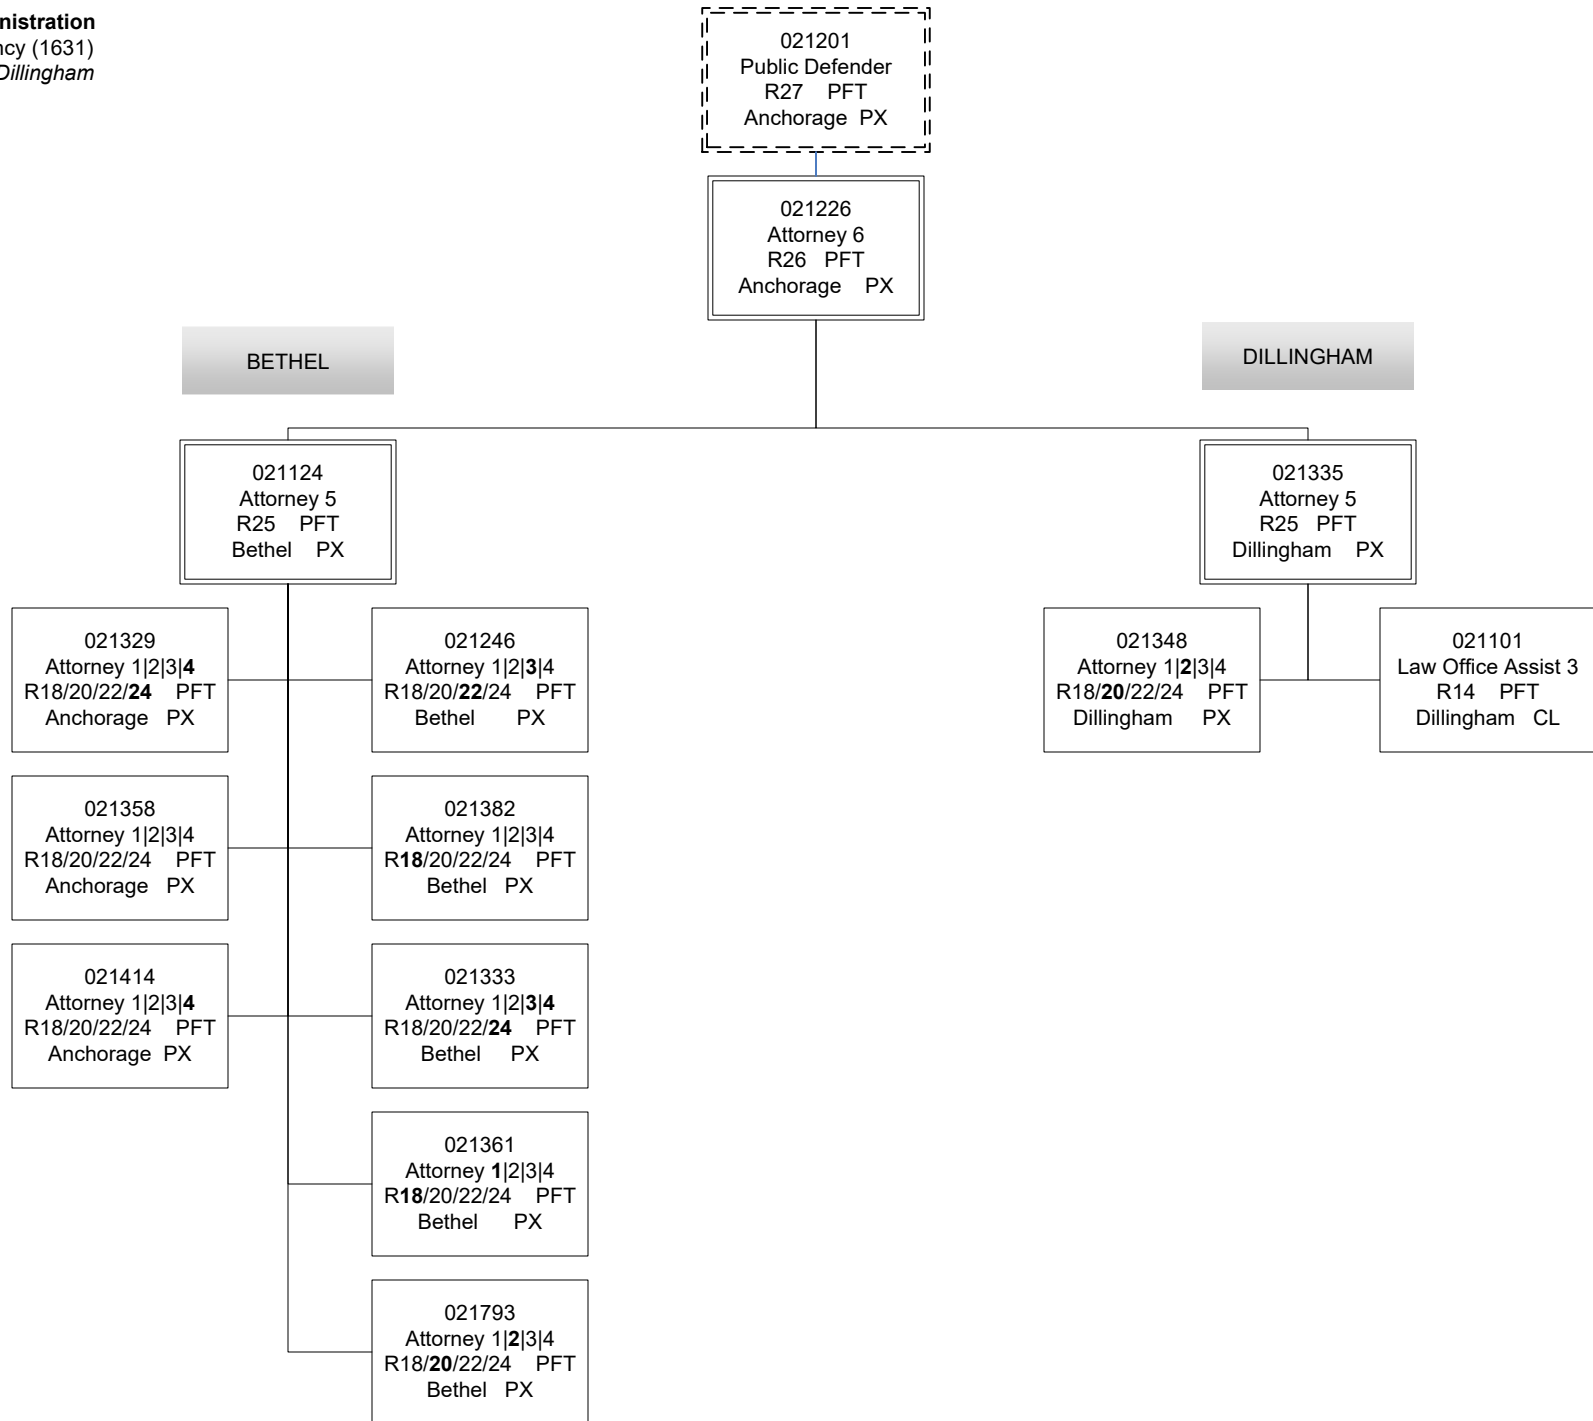 021201
Public Defender
R27 PFT
Anchorage PX
(1631)
Dillingham
021226
Attorney 6
R26 PFT
Anchorage PX
BETHEL
DILLINGHAM
021124
Attorney 5
R25 PFT
Bethel PX
021335
Attorney 5
R25 PFT
Dillingham PX
021329
Attorney 1|2|3|4
R18/20/22/24 PFT
Anchorage PX
021246
Attorney 1|2|3|4
R18/20/22/24 PFT
Bethel PX
021348
Attorney 1|2|3|4
R18/20/22/24 PFT
Dillingham PX
021101
Law Office Assist 3
R14 PFT
Dillingham CL
021358
Attorney 1|2|3|4
R18/20/22/24 PFT
Anchorage PX
021382
Attorney 1|2|3|4
R18/20/22/24 PFT
Bethel PX
021414
Attorney 1|2|3|4
R18/20/22/24 PFT
Anchorage PX
021333
Attorney 1|2|3|4
R18/20/22/24 PFT
Bethel PX
021361
Attorney 1|2|3|4
R18/20/22/24 PFT
Bethel PX
021793
Attorney 1|2|3|4
R18/20/22/24 PFT
Bethel PX